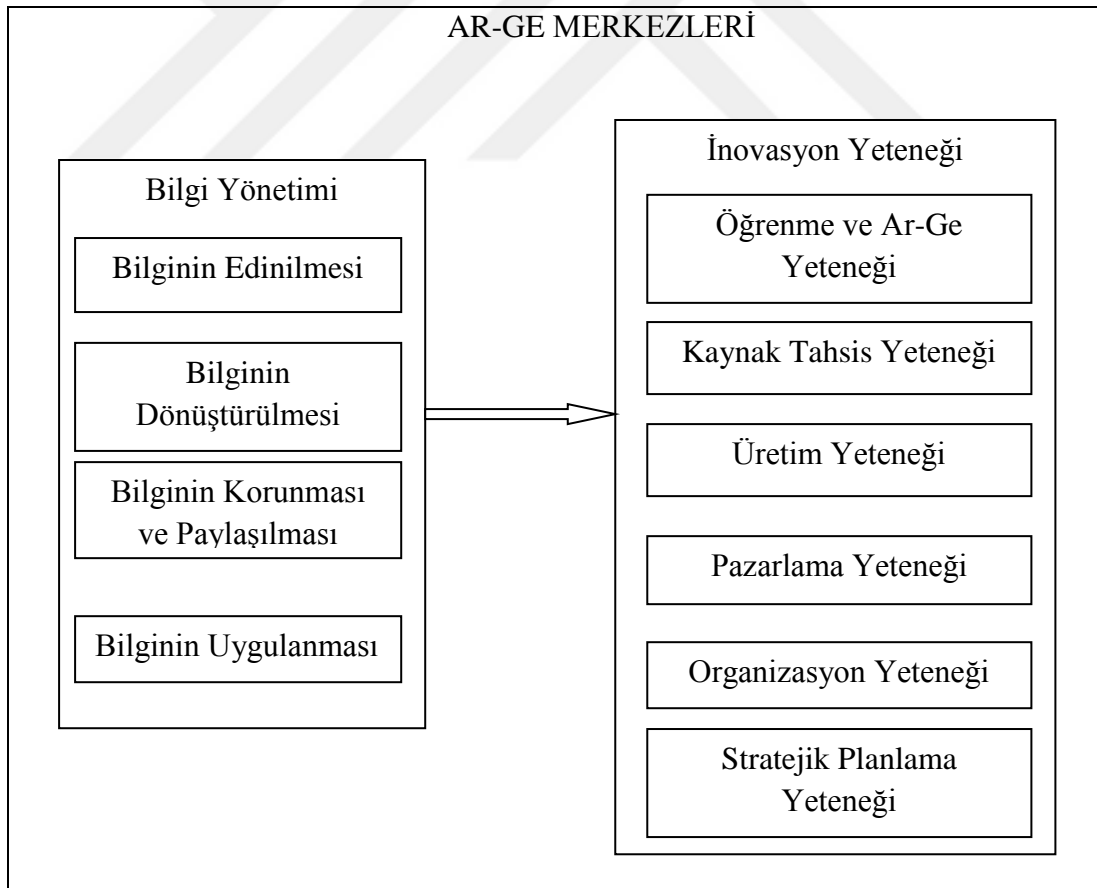 AR-GE MERKEZLERİ
Bilgi Yönetimi
Bilginin Edinilmesi
Bilginin
Dönüştürülmesi
Bilginin Korunması
ve Paylaşılması
Bilginin Uygulanması
İnovasyon Yeteneği
Öğrenme ve Ar-Ge
Yeteneği
Kaynak Tahsis Yeteneği
Üretim Yeteneği
Pazarlama Yeteneği
Organizasyon Yeteneği
Stratejik Planlama
Yeteneği